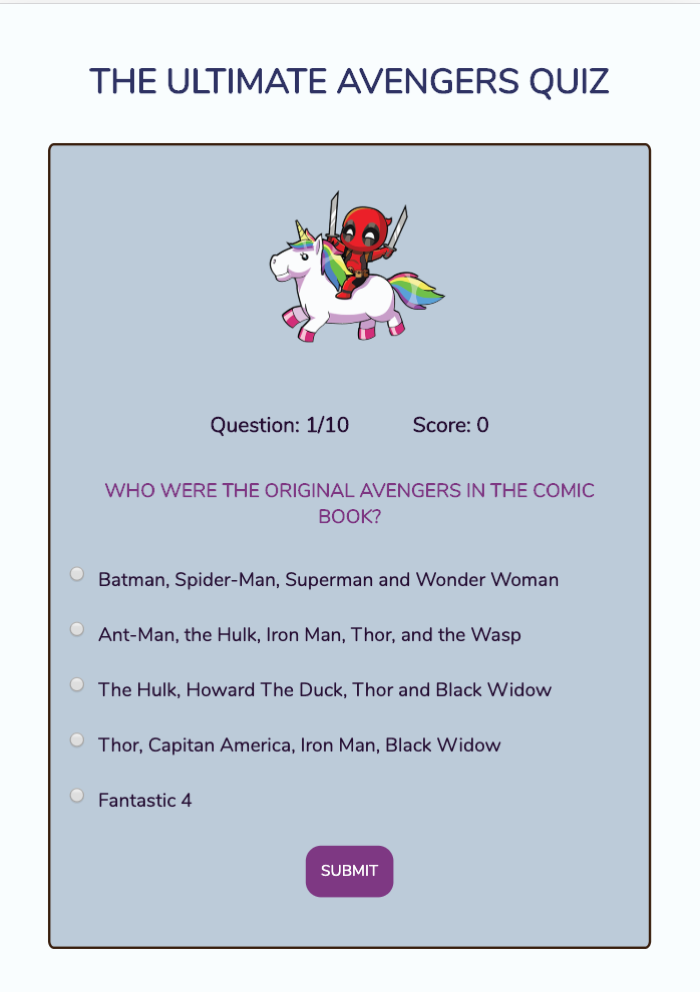 THE ULTIMATE AVENGERS QUIZ
Question: 1/10 Score: 0
WHO WERE THE ORIGINAL AVENGERS IN THE COMIC
BOOK?
Batman, Spider-Man, Superman and Wonder Woman
Ant-Man, the Hulk, Iron Man, Thor, and the Wasp
The Hulk, Howard The Duck, Thor and Black Widow
Thor, Capitan America, Iron Man, Black Widow
Fantastic 4
SUBMIT